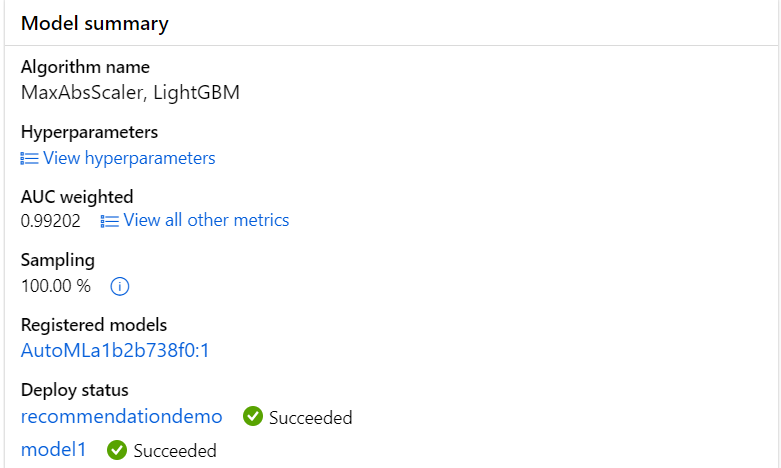 Model summary
Algorithm name
MaxAbsScaler, LightGBM
Hyperparameters
View hyperparameters
AUC weighted
0.99202 View all other metrics
Sampling
100.00 %
Registered models
AutoMLa1b2b738f0:1
Deploy status
recommendationdemo Succeeded
model1 Succeeded